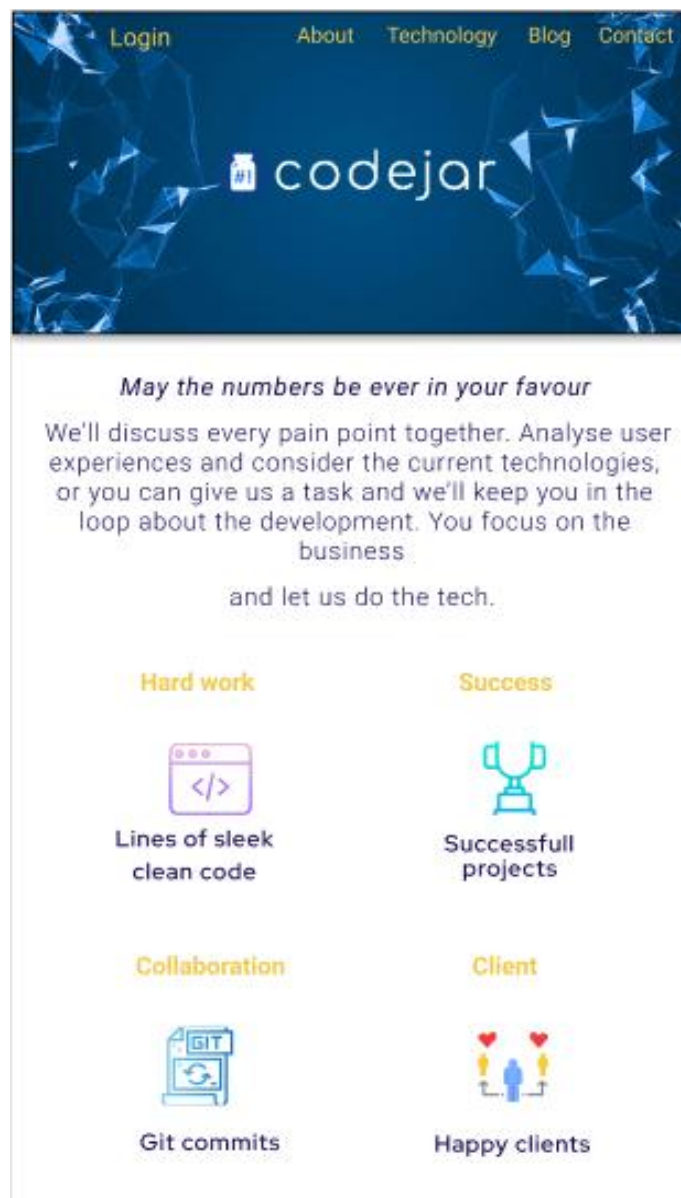 Login About Technology Blog Contact
#1 codejar
May the numbers be ever in your favour
We'll discuss every pain point together. Analyse user
experiences and consider the current technologies,
or you can give us a task and we'll keep you in the
loop about the development. You focus on the
business
and let us do the tech.
Hard work Success
</>
Lines of sleek
clean code
Successfull
projects
Collaboration Client
GIT
Git commits Happy clients